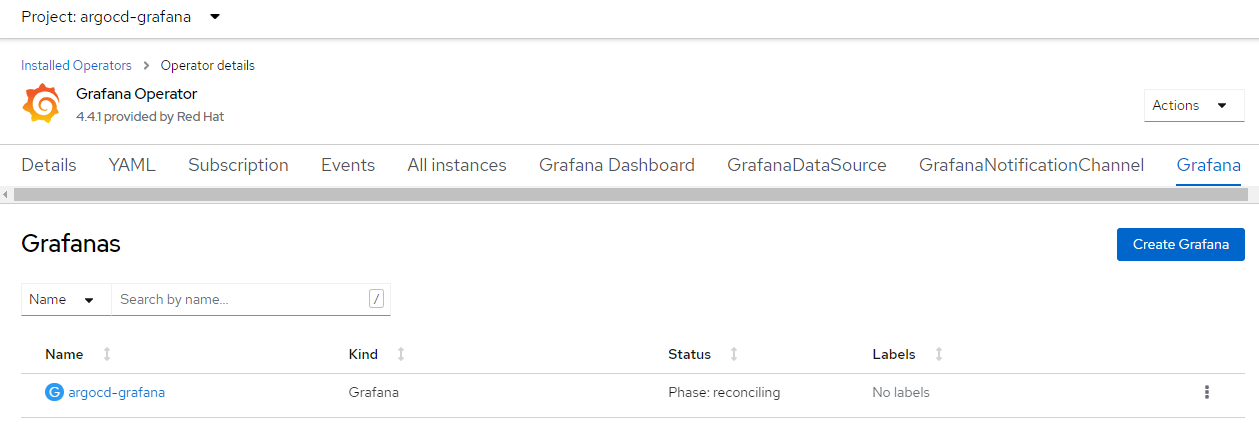 Project: argocd-grafana
Installed Operators > Operator details
Grafana Operator
4.4.1 provided by Red Hat
Actions
Details YAML Subscription Events All instances Grafana Dashboard GrafanaDataSource GrafanaNotificationChannel Grafana
Grafanas
Create Grafana
Name Search by name... /
Name Kind Status Labels
G argocd-grafana Grafana Phase: reconciling No labels